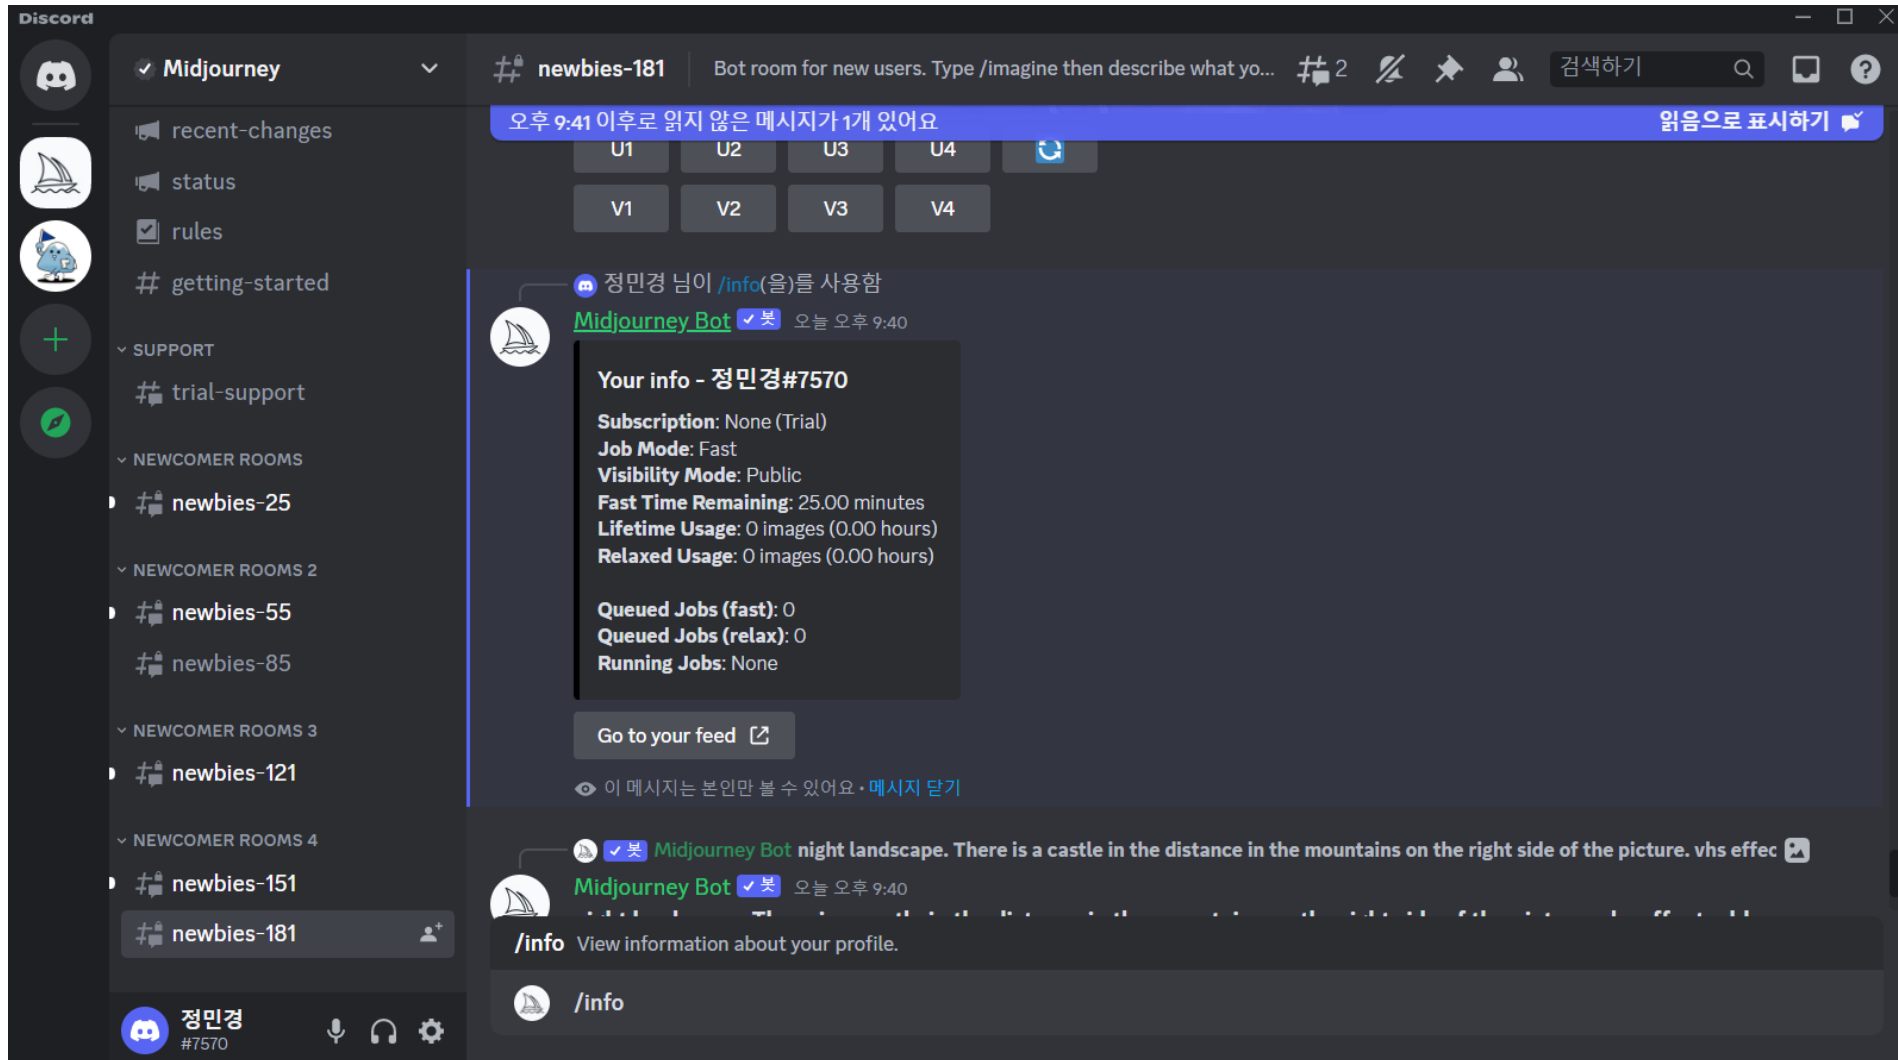 Discord
Midjourney
recent-changes
status
rules
getting-started
SUPPORT
trial-support
NEWCOMER ROOMS
newbies-25
NEWCOMER ROOMS 2
newbies-55
newbies-85
NEWCOMER ROOMS 3
newbies-121
NEWCOMER ROOMS 4
newbies-151
newbies-181
정민경
#7570
newbies-181 Bot room for new users. Type /imagine then describe what yo... 2 검색하기
오후 9:41 이후로 읽지 않은 메시지가 1개 있어요 읽음으로 표시하기
U1 U2 U3 U4
V1 V2 V3 V4
정민경 님이 /info(을)를 사용함
Midjourney Bot 봇 오늘 오후 9:40
Your info - 정민경#7570
Subscription: None (Trial)
Job Mode: Fast
Visibility Mode: Public
Fast Time Remaining: 25.00 minutes
Lifetime Usage: 0 images (0.00 hours)
Relaxed Usage: 0 images (0.00 hours)
Queued Jobs (fast): 0
Queued Jobs (relax): 0
Running Jobs: None
Go to your feed
이 메시지는 본인만 볼 수 있어요 • 메시지 닫기
봇 Midjourney Bot night landscape. There is a castle in the distance in the mountains on the right side of the picture. vhs effec
Midjourney Bot 봇 오늘 오후 9:40
/info View information about your profile.
/info